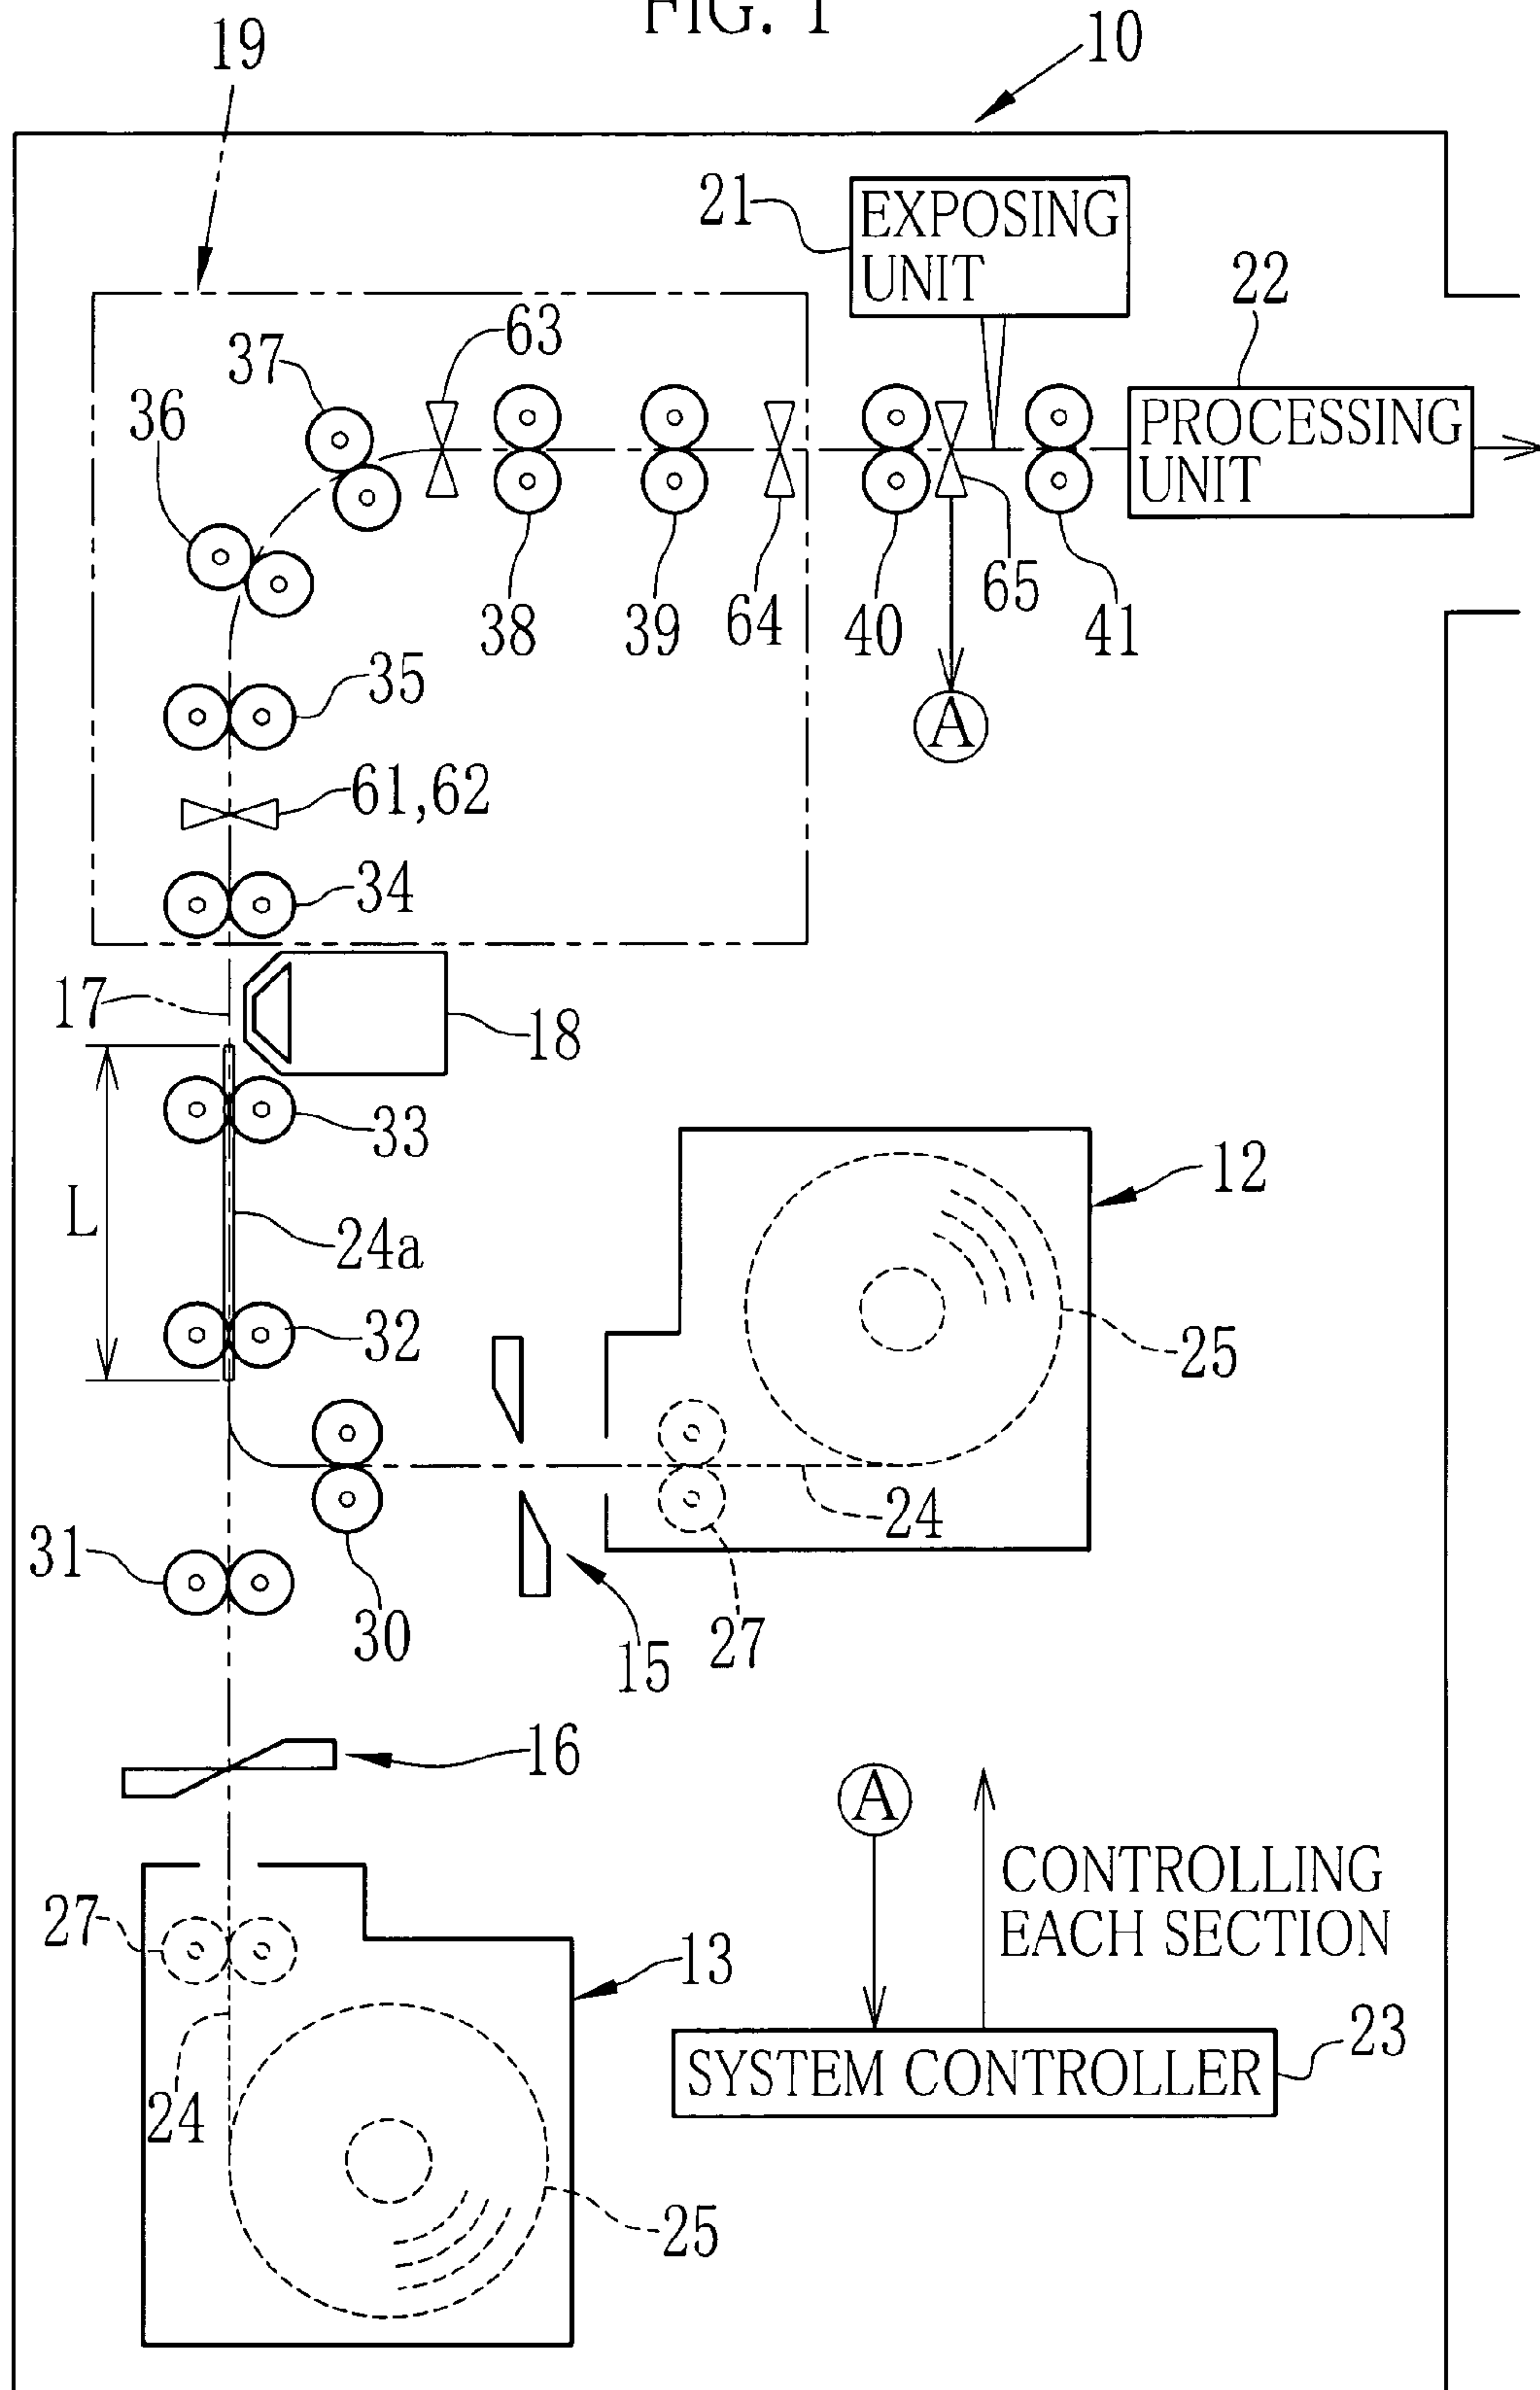 FIG. 1
19
10
21
EXPOSING
UNIT
22
63
37
36
PROCESSING
UNIT
38
39
64
40
65
41
35
A
61,62
34
17
18
33
12
L
24a
32
25
24
31
30
15
27
16
A
CONTROLLING
EACH SECTION
27
13
23
SYSTEM CONTROLLER
24
25